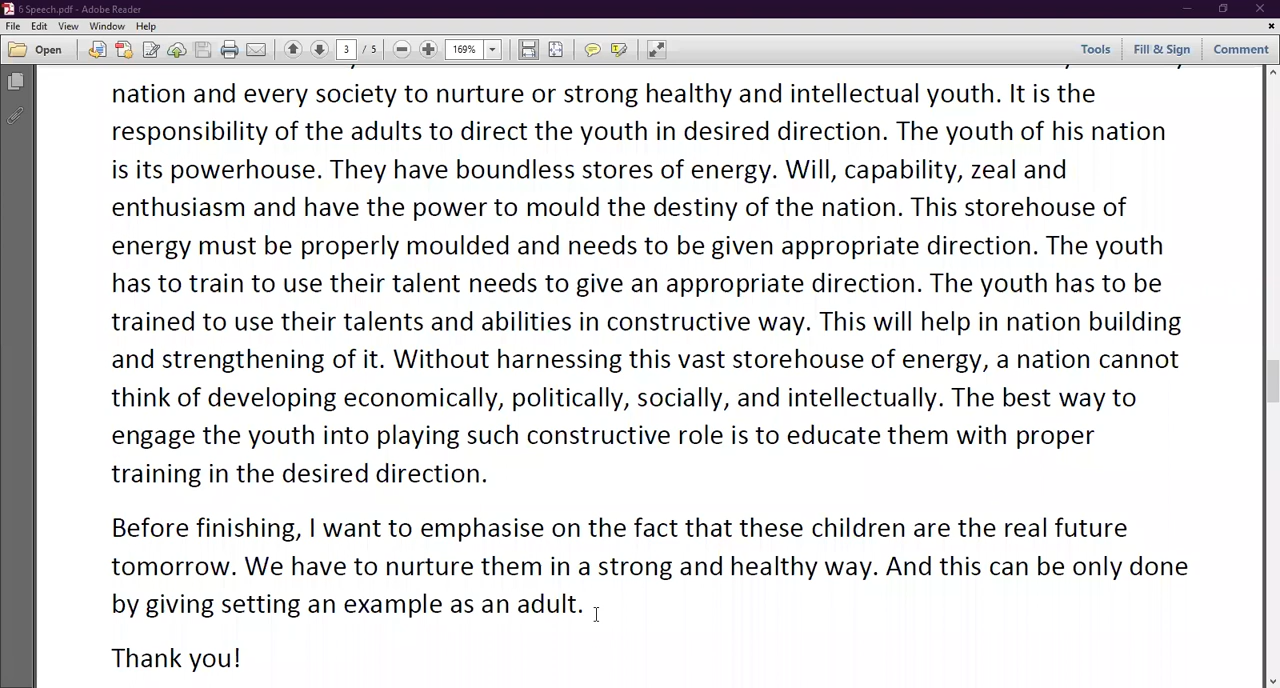 6 Speech.pdf - Adobe Reader
File Edit View Window Help
Open 3 / 5 169% Tools Fill & Sign Comment
nation and every society to nurture or strong healthy and intellectual youth. It is the
responsibility of the adults to direct the youth in desired direction. The youth of his nation
is its powerhouse. They have boundless stores of energy. Will, capability, zeal and
enthusiasm and have the power to mould the destiny of the nation. This storehouse of
energy must be properly moulded and needs to be given appropriate direction. The youth
has to train to use their talent needs to give an appropriate direction. The youth has to be
trained to use their talents and abilities in constructive way. This will help in nation building
and strengthening of it. Without harnessing this vast storehouse of energy, a nation cannot
think of developing economically, politically, socially, and intellectually. The best way to
engage the youth into playing such constructive role is to educate them with proper
training in the desired direction.
Before finishing, I want to emphasise on the fact that these children are the real future
tomorrow. We have to nurture them in a strong and healthy way. And this can be only done
by giving setting an example as an adult.
Thank you!